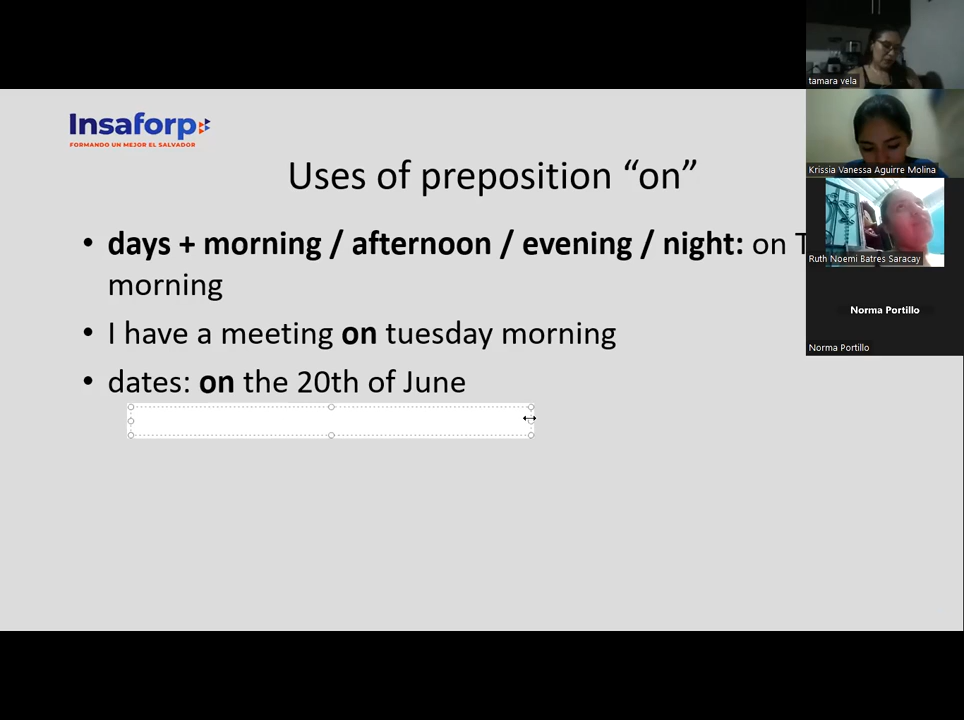 tamara vela
Insaforp
FORMANDO UN MEJOR EL SALVADOR
Krissia Vanessa Aguirre Molina
Uses of preposition “on”
• days + morning / afternoon / evening / night: on T
morning
Ruth Noemi Batres Saracay
Norma Portillo
• I have a meeting on tuesday morning
Norma Portillo
• dates: on the 20th of June